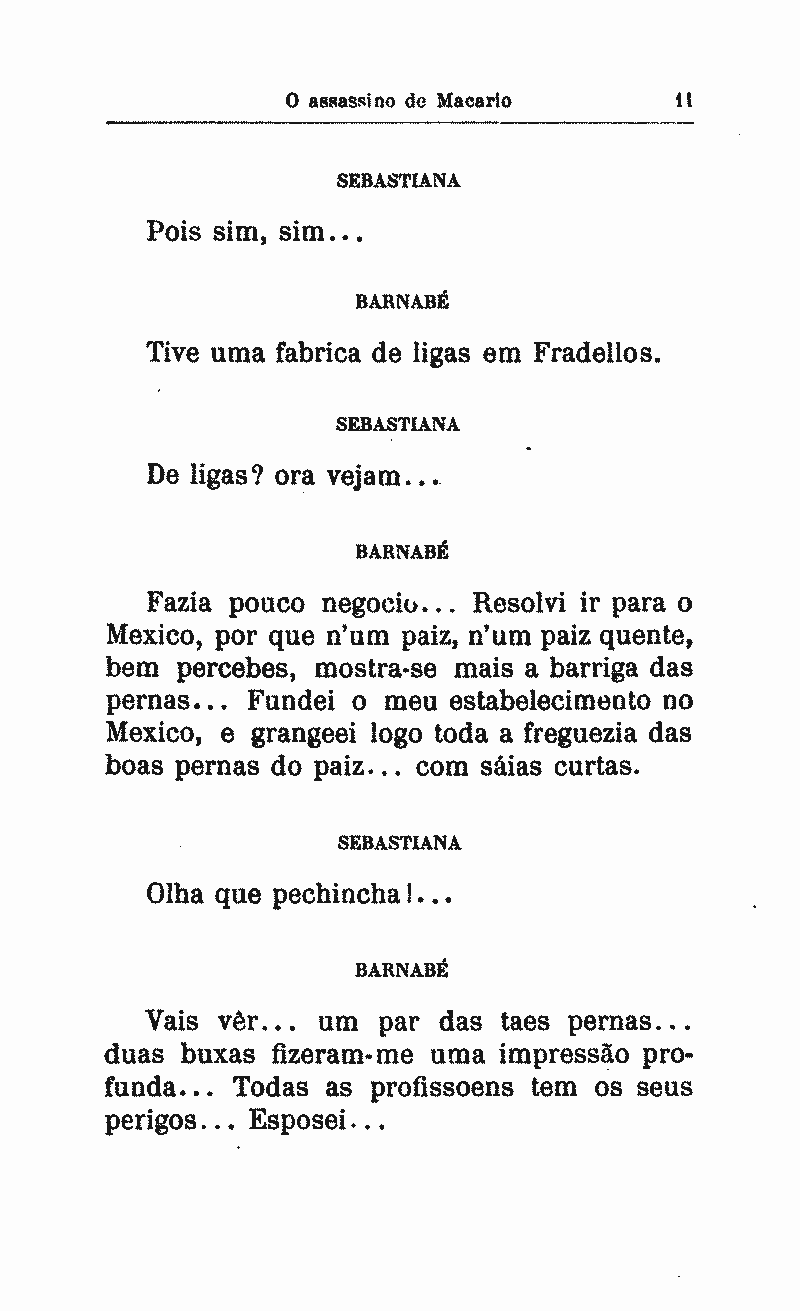 O assassino de Macario 11
SEBASTIANA
Pois sim, sim...
BARNABÉ
Tive uma fabrica de ligas em Fradellos.
SEBASTIANA
De ligas? ora vejam...
BARNABÉ
Fazia pouco negocio... Resolvi ir para o
Mexico, por que n'um paiz, n'um paiz quente,
bem percebes, mostra-se mais a barriga das
pernas... Fundei o meu estabelecimento no
Mexico, e grangeei logo toda a freguezia das
boas pernas do paiz... com sáias curtas.
SEBASTIANA
Olha que pechincha!...
BARNABÉ
Vais vêr... um par das taes pernas...
duas buxas fizeram-me uma impressão pro-
funda... Todas as profissoens tem os seus
perigos... Esposei...